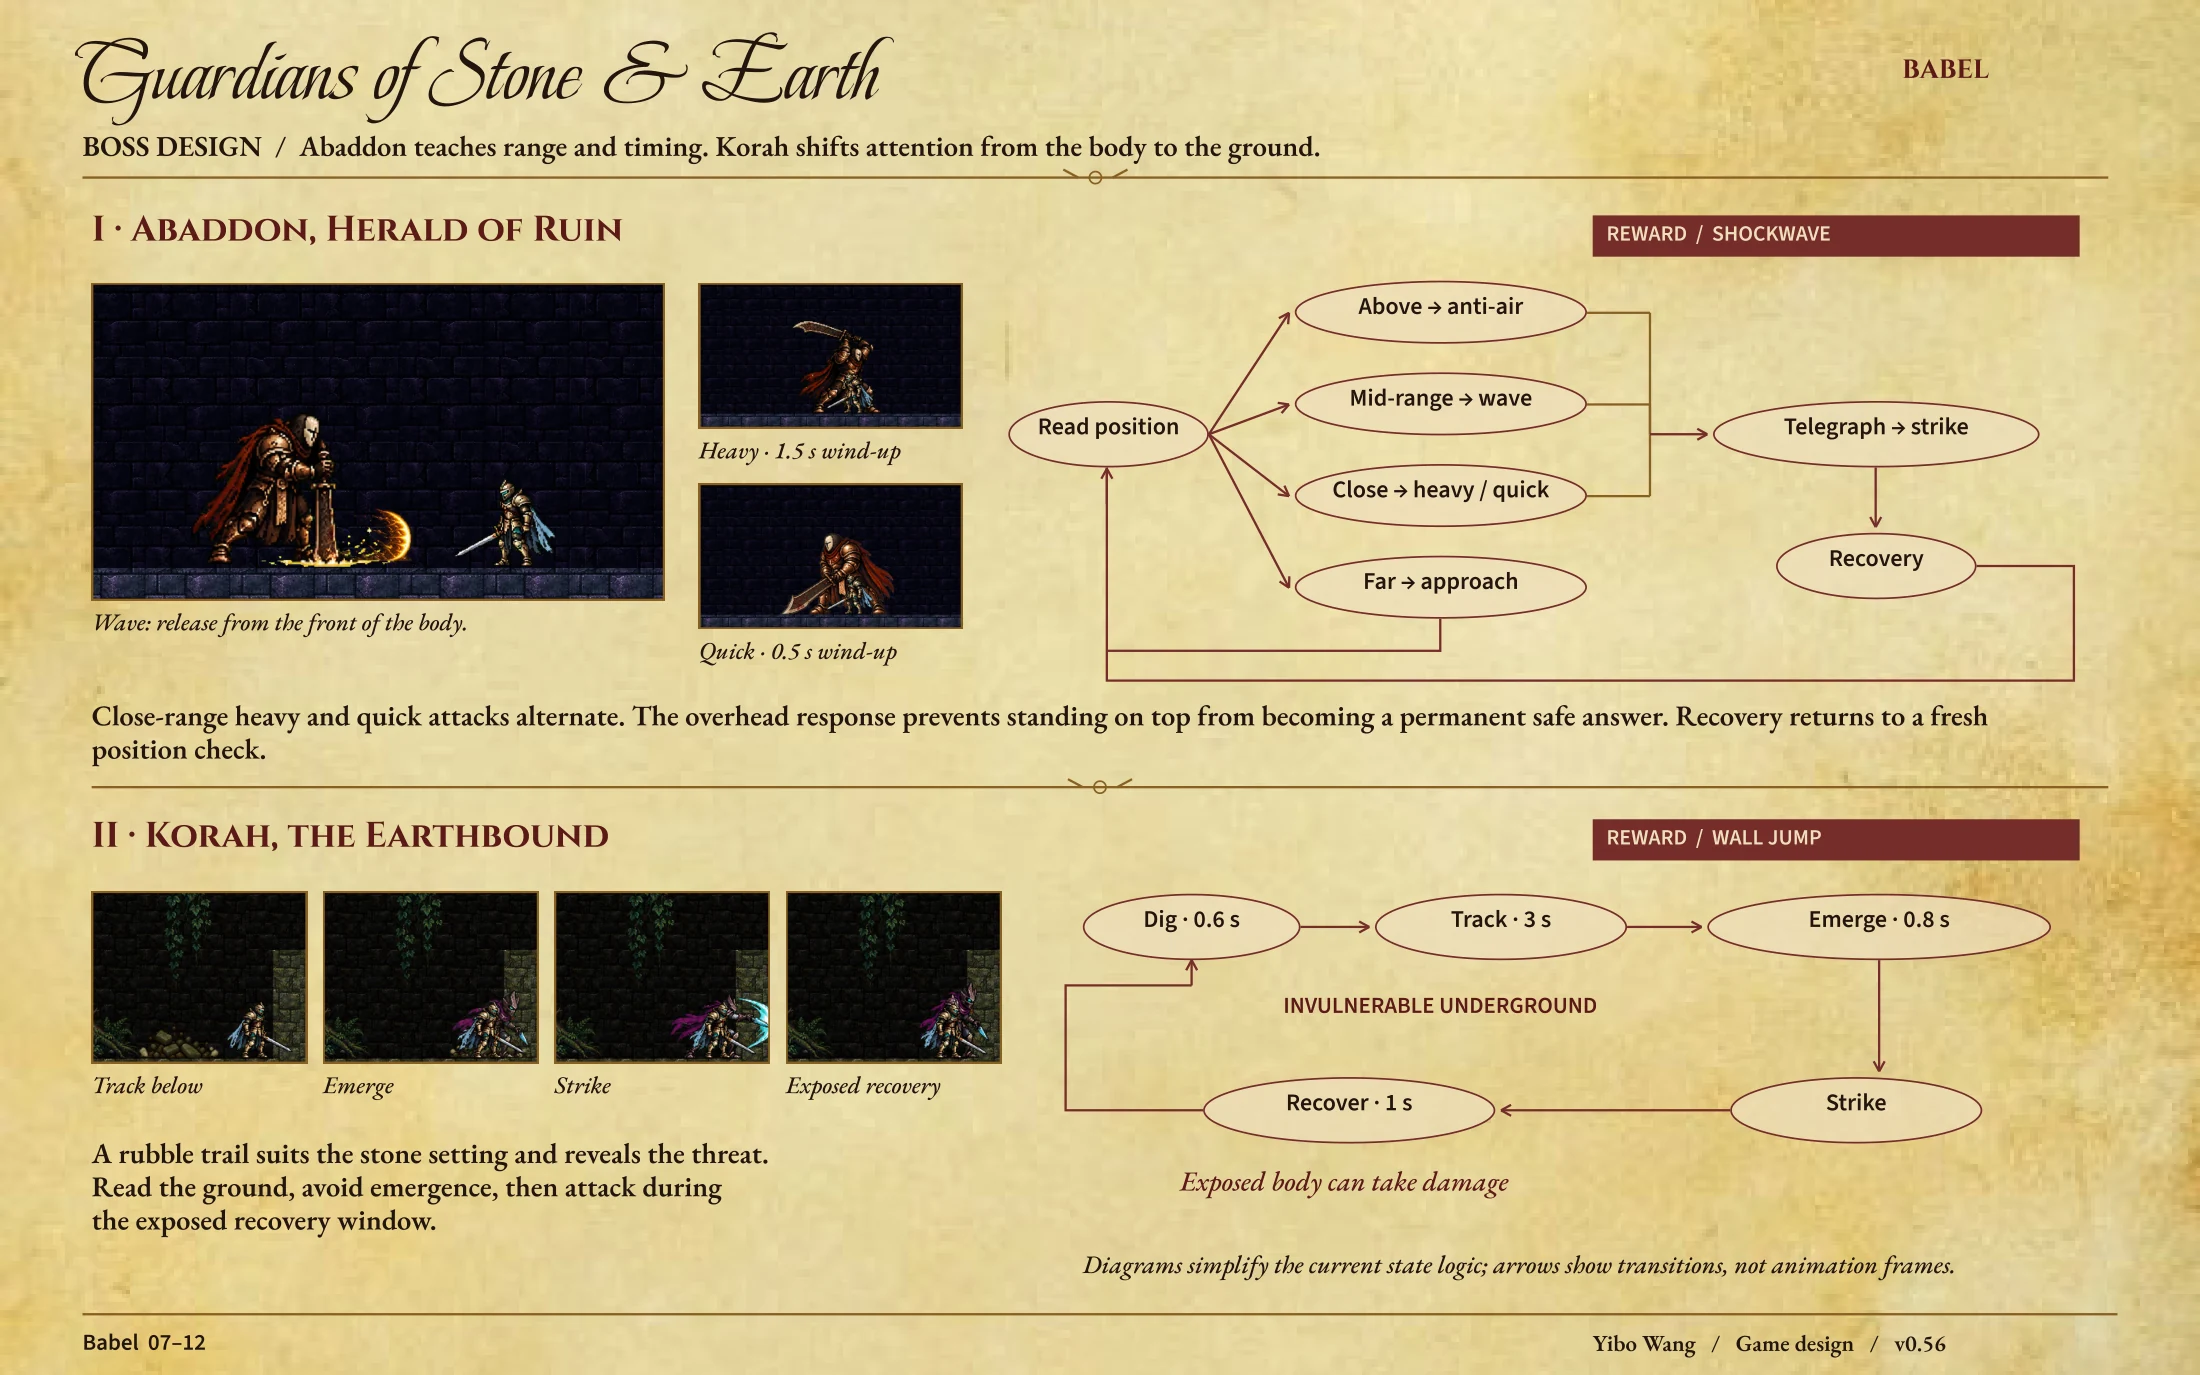 Guardians of Stone & Earth
BABEL
BOSS DESIGN / Abaddon teaches range and timing. Korah shifts attention from the body to the ground.
I · ABADDON, HERALD OF RUIN
REWARD / SHOCKWAVE
Wave: release from the front of the body.
Heavy · 1.5 s wind-up
Quick · 0.5 s wind-up
Read position
Above → anti-air
Mid-range → wave
Close → heavy / quick
Far → approach
Telegraph → strike
Recovery
Close-range heavy and quick attacks alternate. The overhead response prevents standing on top from becoming a permanent safe answer. Recovery returns to a fresh
position check.
II · KORAH, THE EARTHBOUND
REWARD / WALL JUMP
Track below
Emerge
Strike
Exposed recovery
A rubble trail suits the stone setting and reveals the threat.
Read the ground, avoid emergence, then attack during
the exposed recovery window.
Dig · 0.6 s
Track · 3 s
Emerge · 0.8 s
INVULNERABLE UNDERGROUND
Recover · 1 s
Strike
Exposed body can take damage
Diagrams simplify the current state logic; arrows show transitions, not animation frames.
Babel 07–12
Yibo Wang / Game design / v0.56